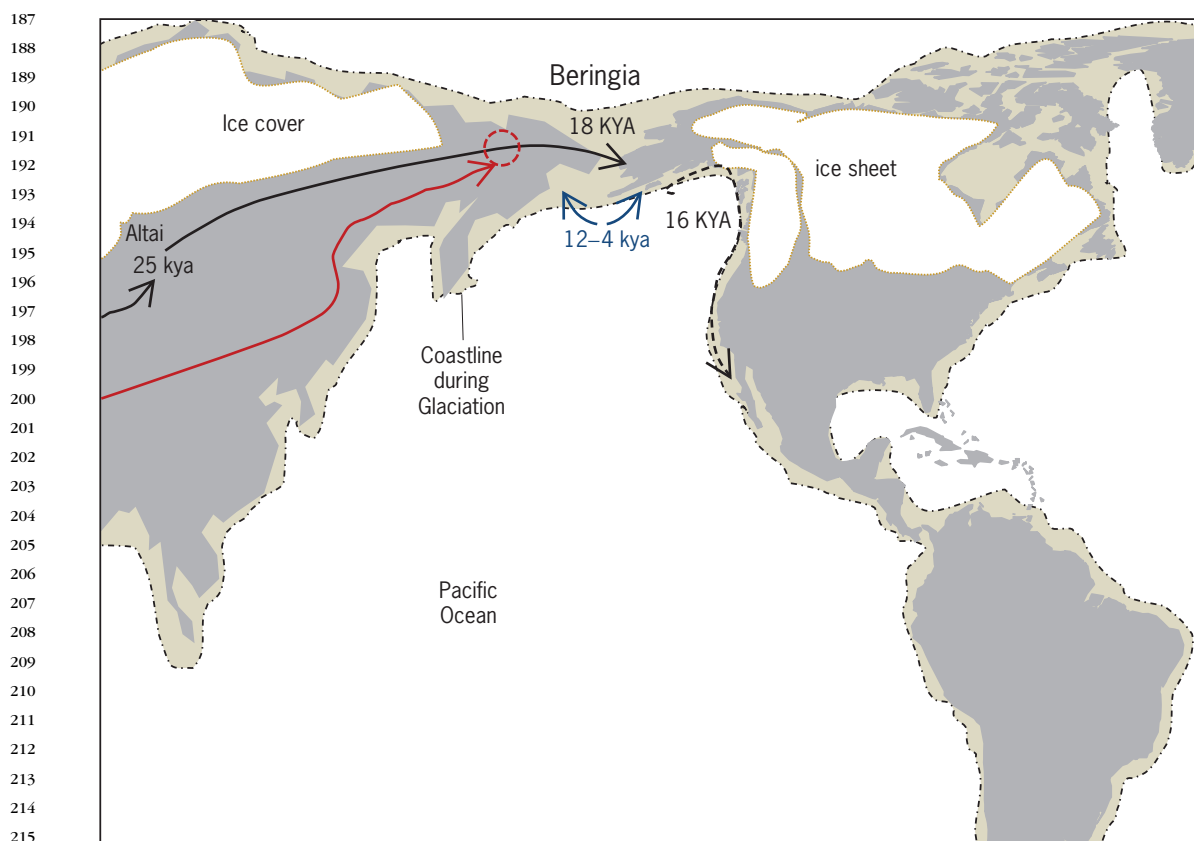 187
188
189
190
191
192
193
194
195
196
197
198
199
200
201
202
203
204
205
206
207
208
209
210
211
212
213
214
215
Beringia
Ice cover
18 KYA
ice sheet
16 KYA
Altai
25 kya
12–4 kya
Coastline
during
Glaciation
Pacific
Ocean